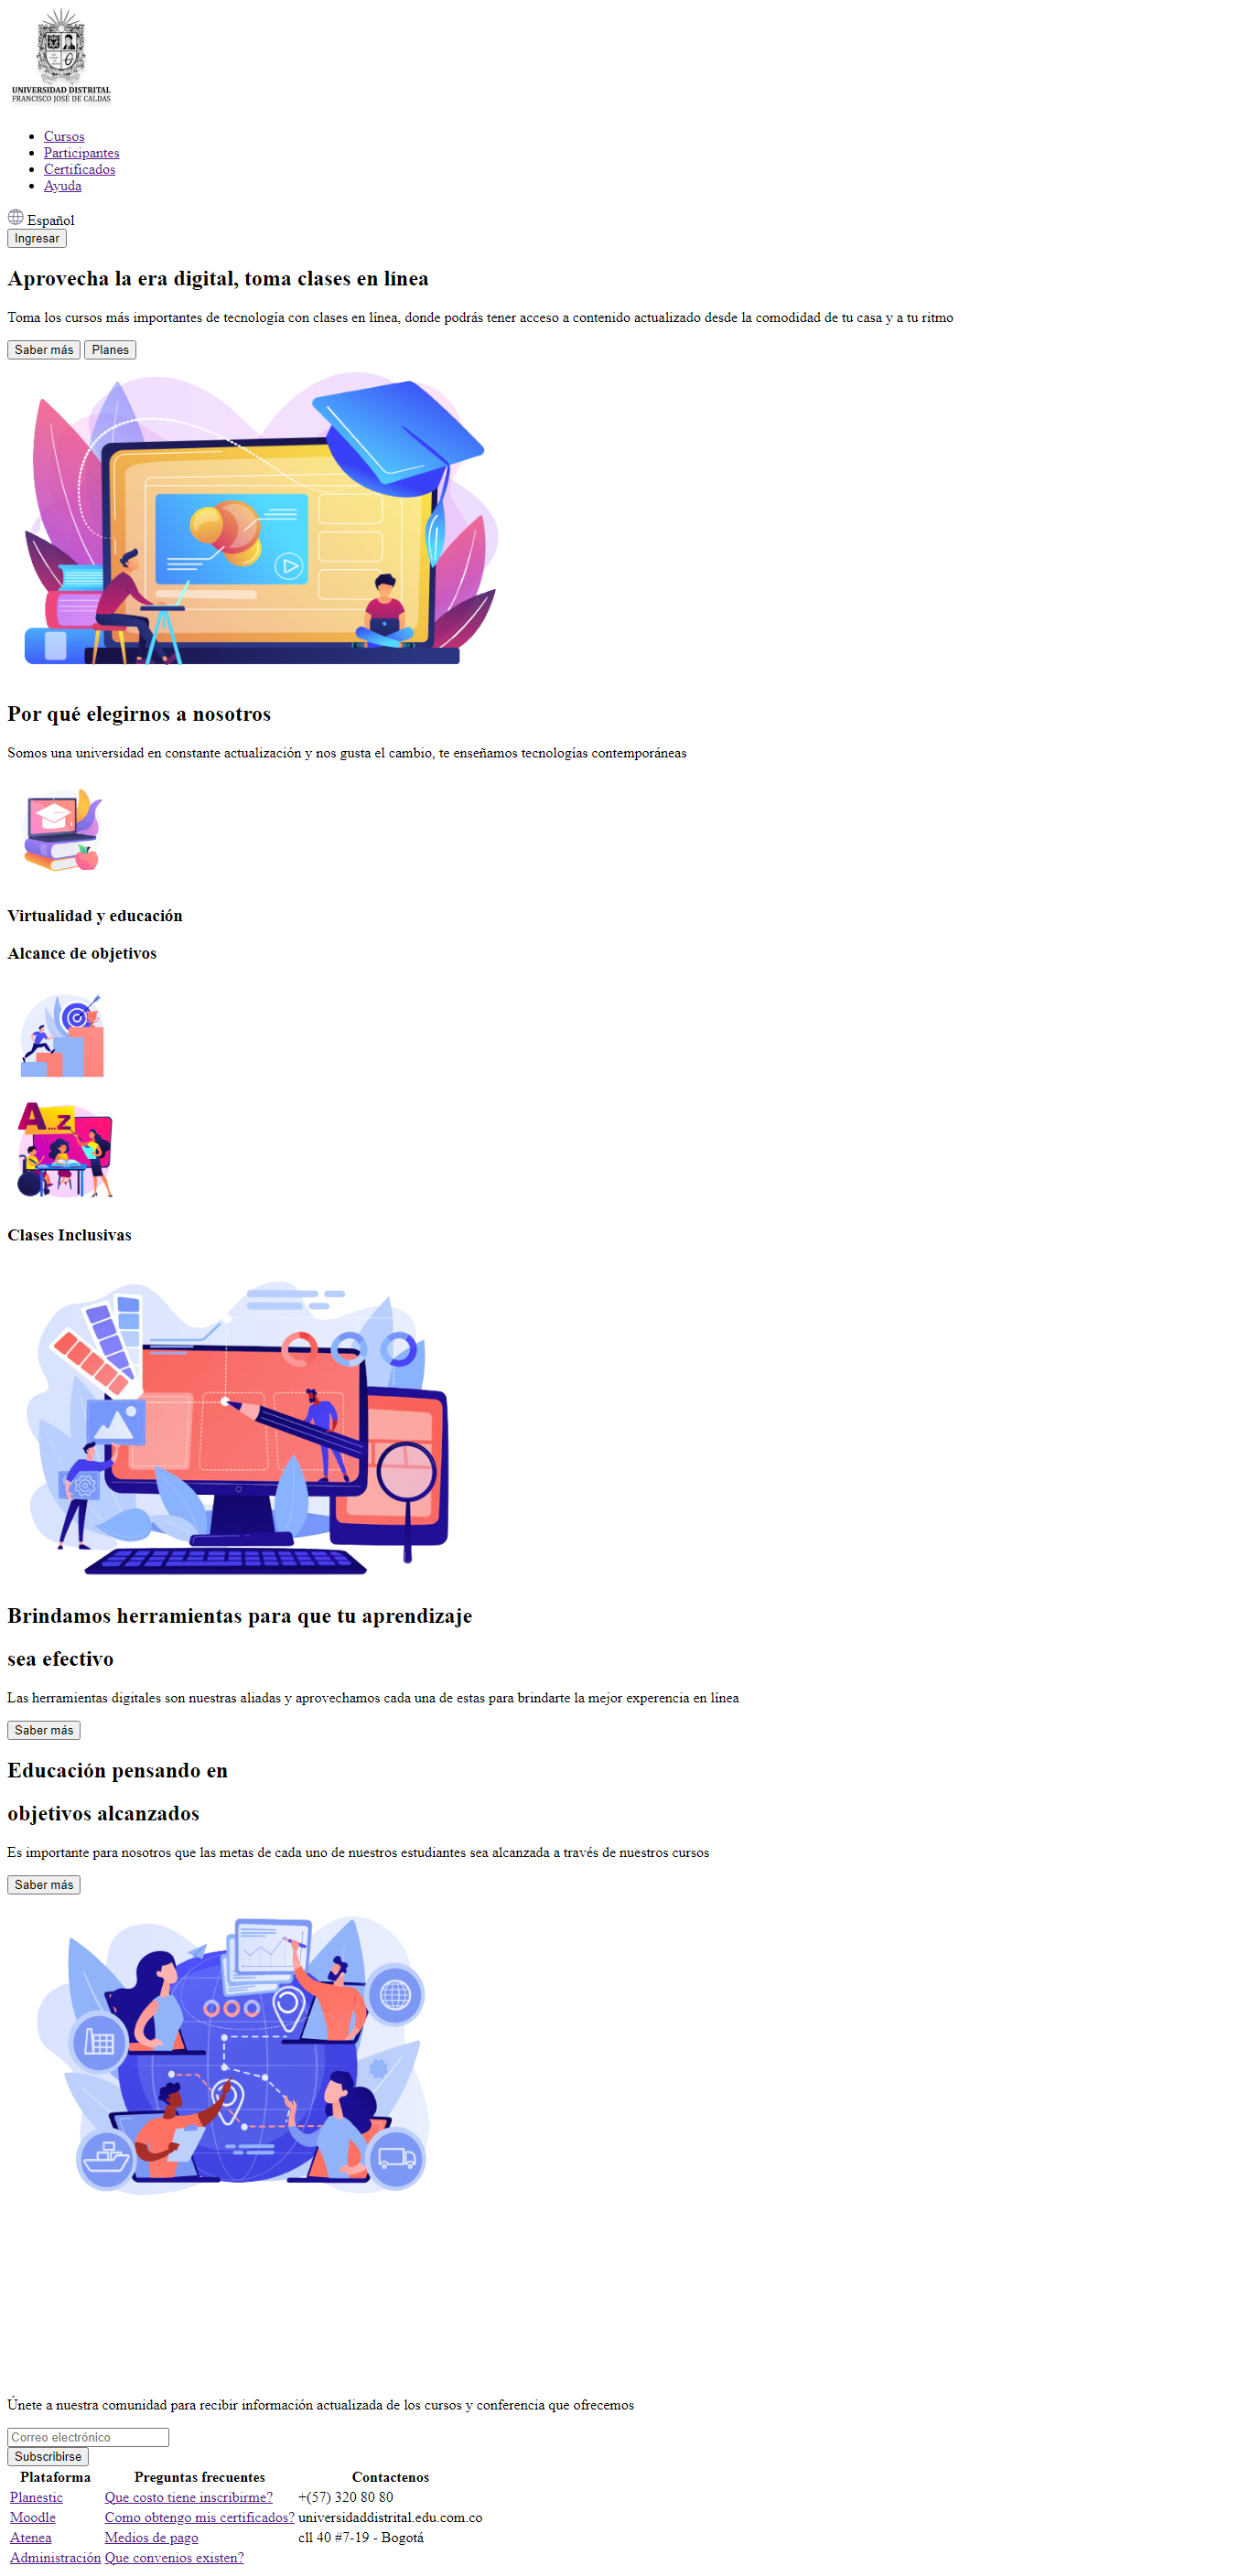 UNIVERSIDAD DISTRITAL
FRANCISCO JOSÉ DE CALDAS
Cursos
Participantes
Certificados
Ayuda
Español
Ingresar
Aprovecha la era digital, toma clases en línea
Toma los cursos más importantes de tecnología con clases en línea, donde podrás tener acceso a contenido actualizado desde la comodidad de tu casa y a tu ritmo
Saber más Planes
Por qué elegirnos a nosotros
Somos una universidad en constante actualización y nos gusta el cambio, te enseñamos tecnologías contemporáneas
Virtualidad y educación
Alcance de objetivos
A...Z
Clases Inclusivas
Brindamos herramientas para que tu aprendizaje
sea efectivo
Las herramientas digitales son nuestras aliadas y aprovechamos cada una de estas para brindarte la mejor experencia en línea
Saber más
Educación pensando en
objetivos alcanzados
Es importante para nosotros que las metas de cada uno de nuestros estudiantes sea alcanzada a través de nuestros cursos
Saber más
Únete a nuestra comunidad para recibir información actualizada de los cursos y conferencia que ofrecemos
Correo electrónico
Subscribirse
Plataforma Preguntas frecuentes Contactenos
Planestic Que costo tiene inscribirme? +(57) 320 80 80
Moodle Como obtengo mis certificados? universidaddistrital.edu.com.co
Atenea Medios de pago cll 40 #7-19 - Bogotá
Administración Que convenios existen?